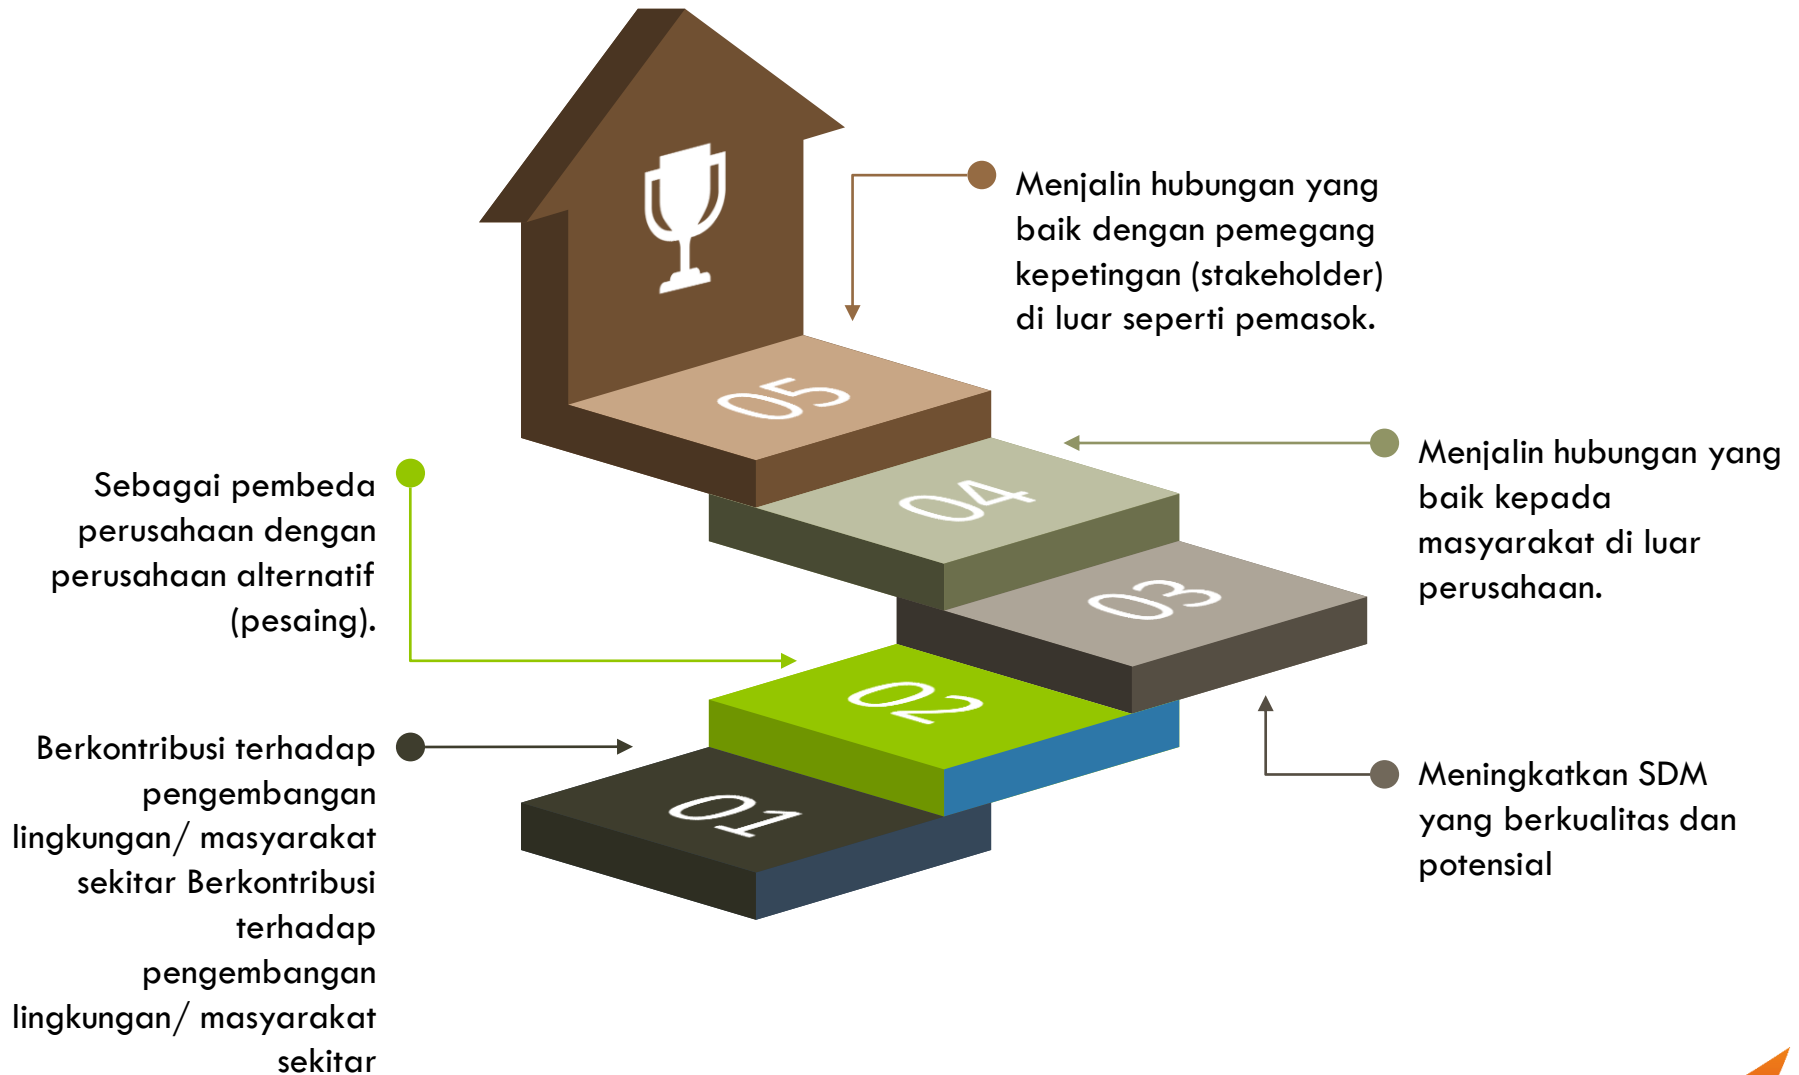 Menjalin hubungan yang
baik dengan pemegang
kepetingan (stakeholder)
di luar seperti pemasok.
05
Menjalin hubungan yang
baik kepada
masyarakat di luar
perusahaan.
04
Sebagai pembeda
perusahaan dengan
perusahaan alternatif
(pesaing).
03
02
Berkontribusi terhadap
pengembangan
lingkungan/ masyarakat
sekitar Berkontribusi
terhadap
pengembangan
lingkungan/ masyarakat
sekitar
01
Meningkatkan SDM
yang berkualitas dan
potensial